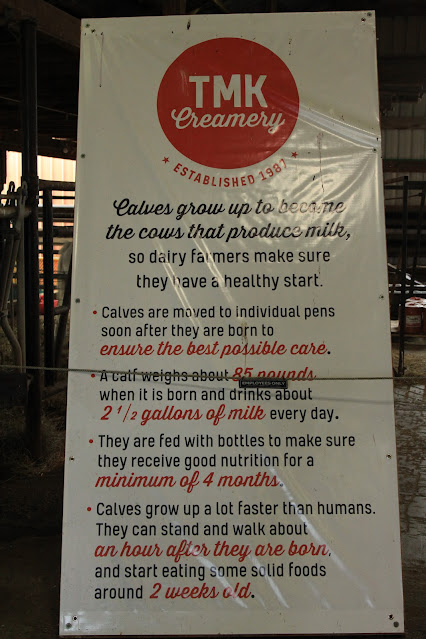 TMK
Creamery
★ ESTABLISHED 1987 ★
Calves grow up to become
the cows that produce milk,
so dairy farmers make sure
they have a healthy start.
• Calves are moved to individual pens
soon after they are born to
ensure the best possible care.
• A calf weighs about 85 pounds
EMPLOYEES ONLY
when it is born and drinks about
2 1/2 gallons of milk every day.
• They are fed with bottles to make sure
they receive good nutrition for a
minimum of 4 months.
• Calves grow up a lot faster than humans.
They can stand and walk about
an hour after they are born,
and start eating some solid foods
around 2 weeks old.